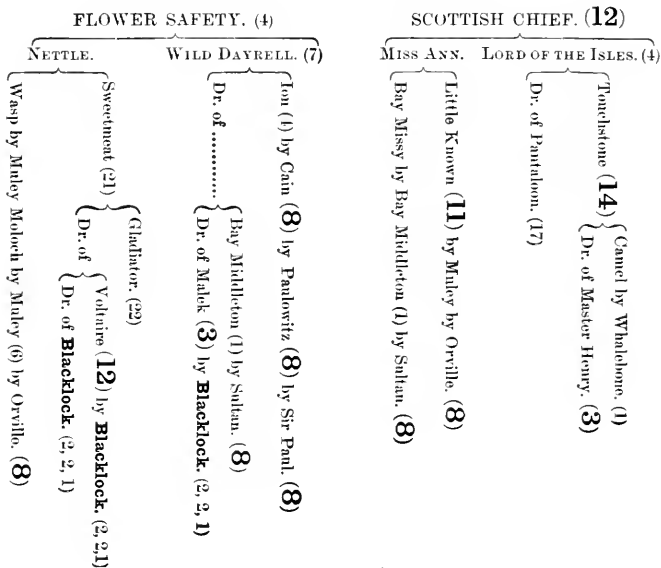 FLOWER SAFETY. (4)
NETTLE.
WILD DAYRELL. (7)
Wasp by Muley Moloch by Muley (6) by Orville. (8)
Sweetmeat (21)
Dr. of
Dr. of Blacklock. (2, 2, 1)
Voltaire (12) by Blacklock. (2, 2,1)
Gladiator. (22)
Dr. of ............
Dr. of Malek (3) by Blacklock. (2, 2, 1)
Bay Middleton (1) by Sultan. (8)
Ion (4) by Cain (8) by Paulowitz (8) by Sir Paul. (8)
SCOTTISH CHIEF. (12)
MISS ANN.
LORD OF THE ISLES. (4)
Bay Missy by Bay Middleton (1) by Sultan. (8)
Little Known (11) by Muley by Orville. (8)
Dr. of Pantaloon. (17)
Touchstone (14)
Dr. of Master Henry. (3)
Camel by Whalebone. (1)